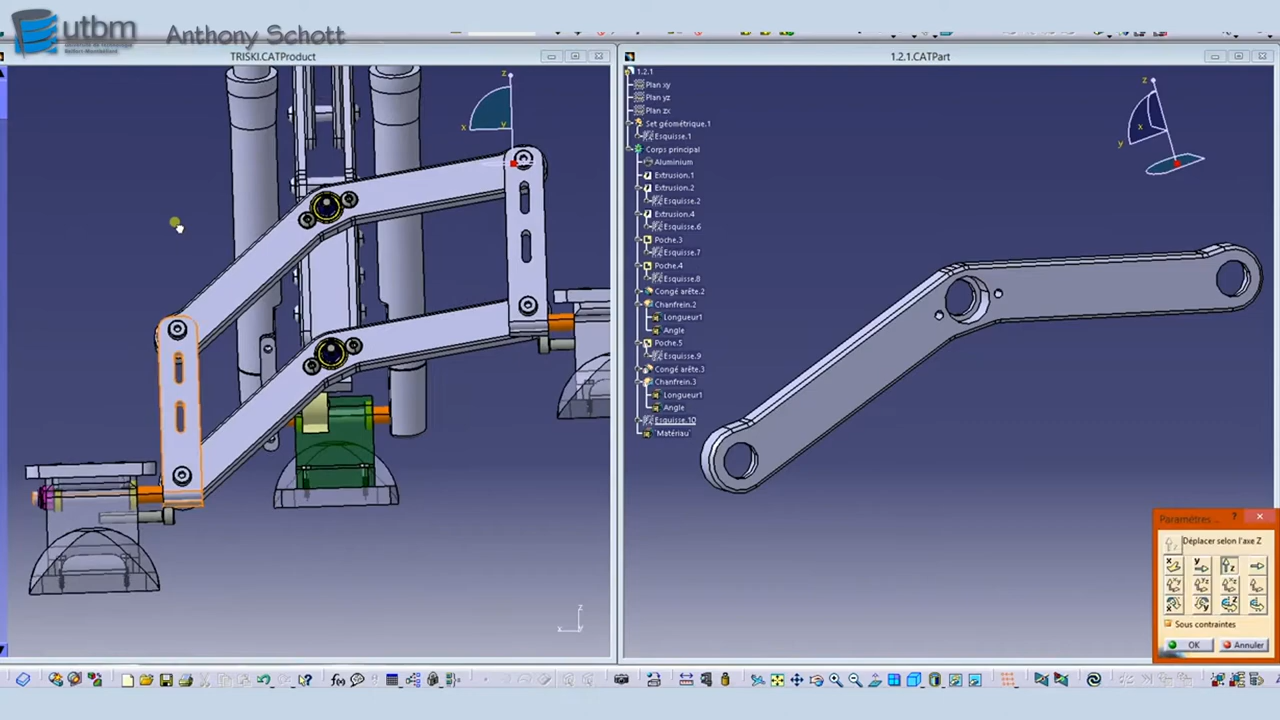 utbm
Anthony Schott
TRISKI.CATProduct
1.2.1.CATPart
1.2.1
Plan xy
Plan yz
Plan zx
Set géométrique.1
Esquisse.1
Corps principal
Aluminium
Extrusion.1
Extrusion.2
Esquisse.2
Extrusion.4
Esquisse.6
Poche.3
Esquisse.7
Poche.4
Esquisse.8
Congé arête.2
Chanfrein.2
Longueur1
Angle
Poche.5
Esquisse.9
Congé arête.3
Chanfrein.3
Longueur1
Angle
Esquisse.10
`Matériau`
z
x
y
z
x
y
z
x
y
Paramètres ...
Déplacer selon l'axe Z
Sous contraintes
OK
Annuler